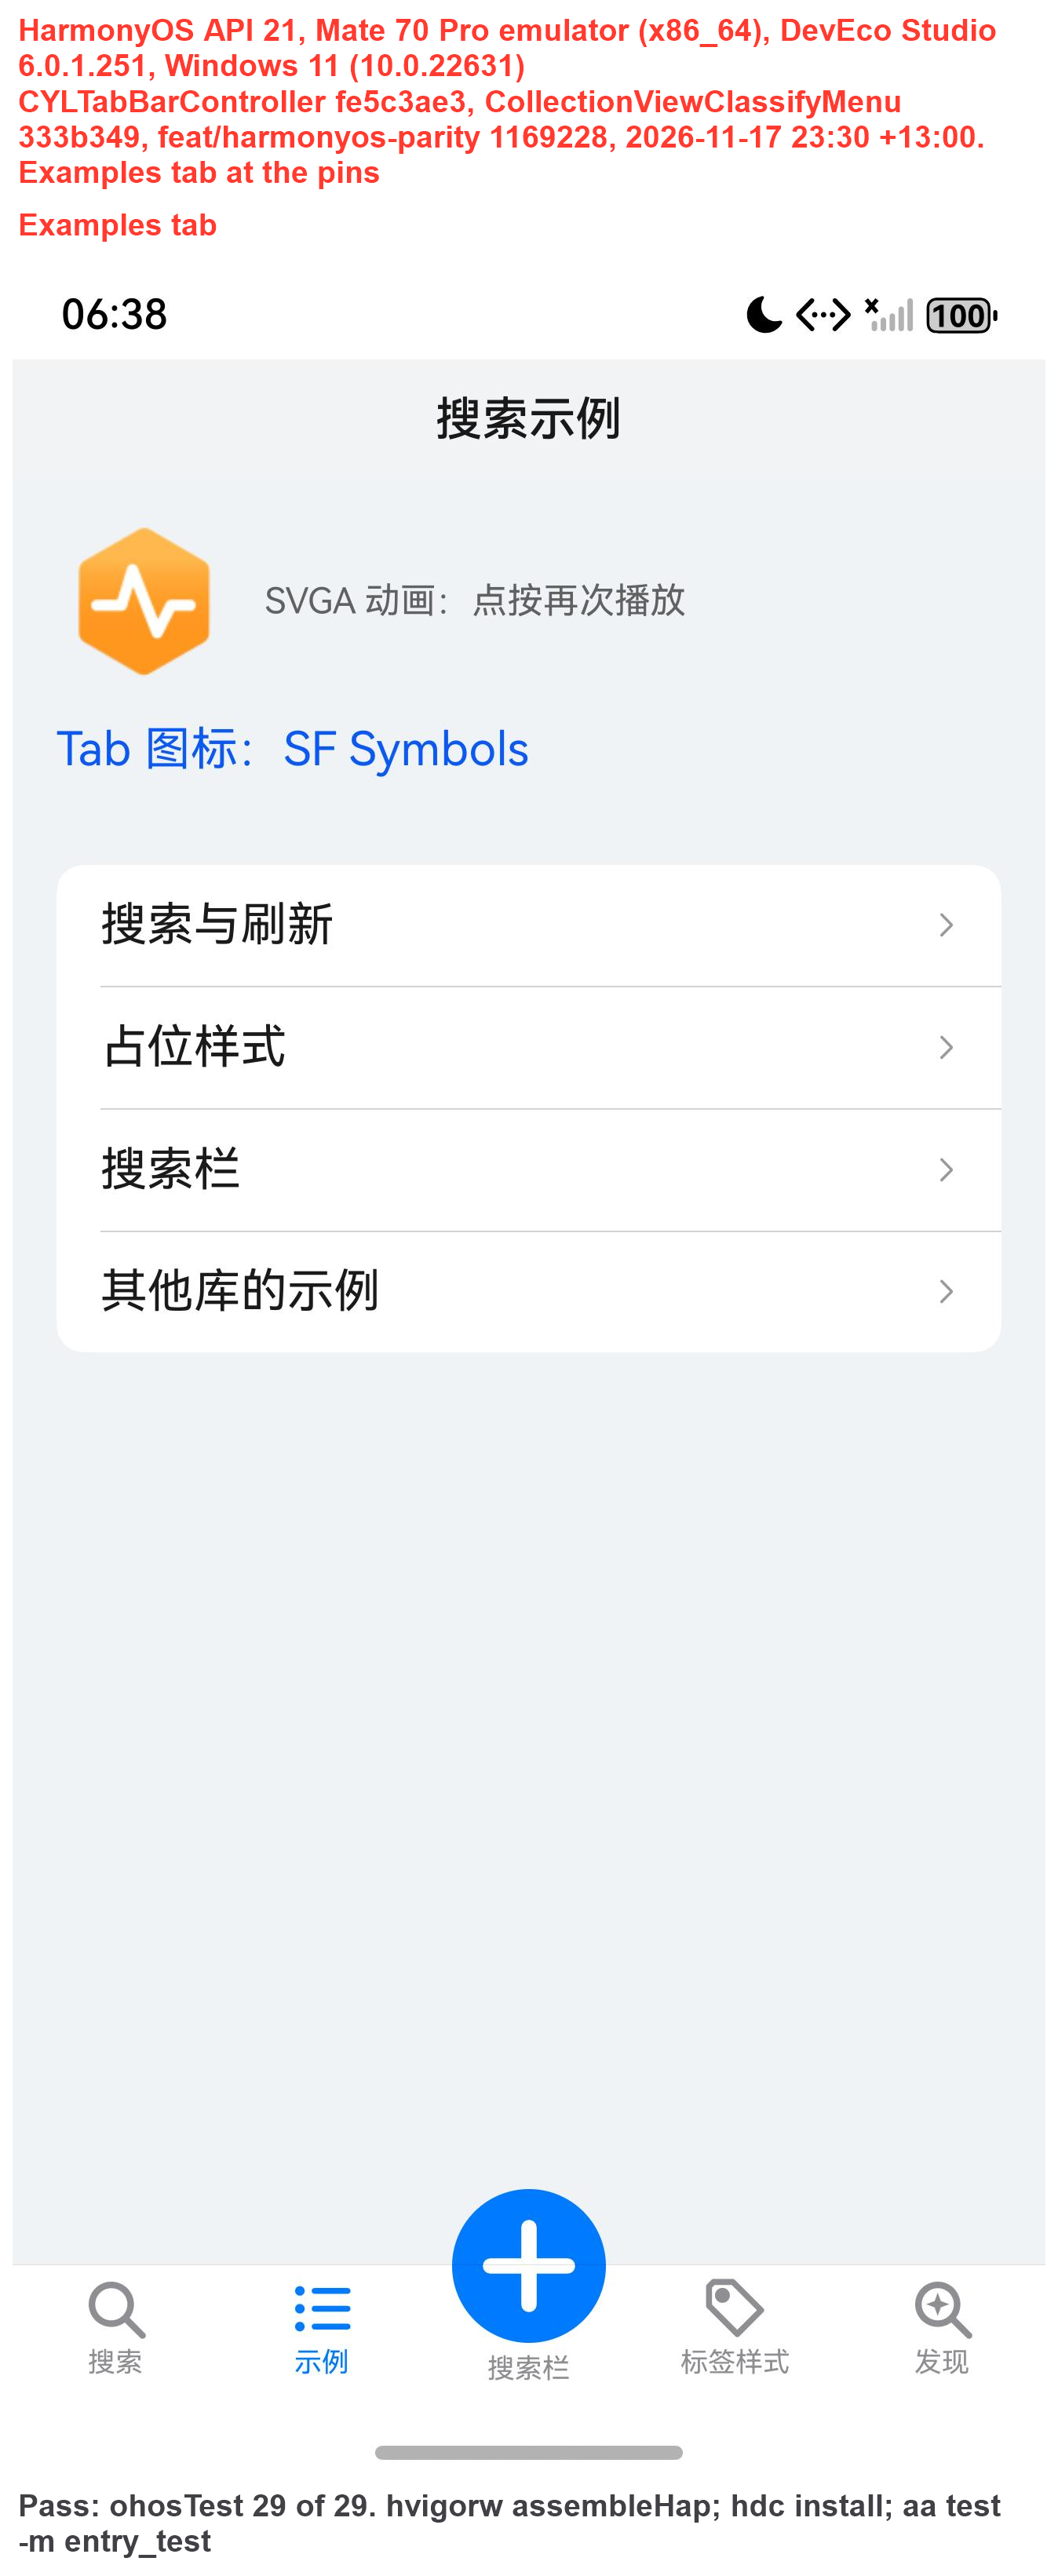 HarmonyOS API 21, Mate 70 Pro emulator (x86_64), DevEco Studio
6.0.1.251, Windows 11 (10.0.22631)
CYLTabBarController fe5c3ae3, CollectionViewClassifyMenu
333b349, feat/harmonyos-parity 1169228, 2026-11-17 23:30 +13:00.
Examples tab at the pins
Examples tab
06:38
100
搜索示例
SVGA 动画：点按再次播放
Tab 图标：SF Symbols
搜索与刷新
占位样式
搜索栏
其他库的示例
搜索
示例
搜索栏
标签样式
发现
Pass: ohosTest 29 of 29. hvigorw assembleHap; hdc install; aa test
-m entry_test